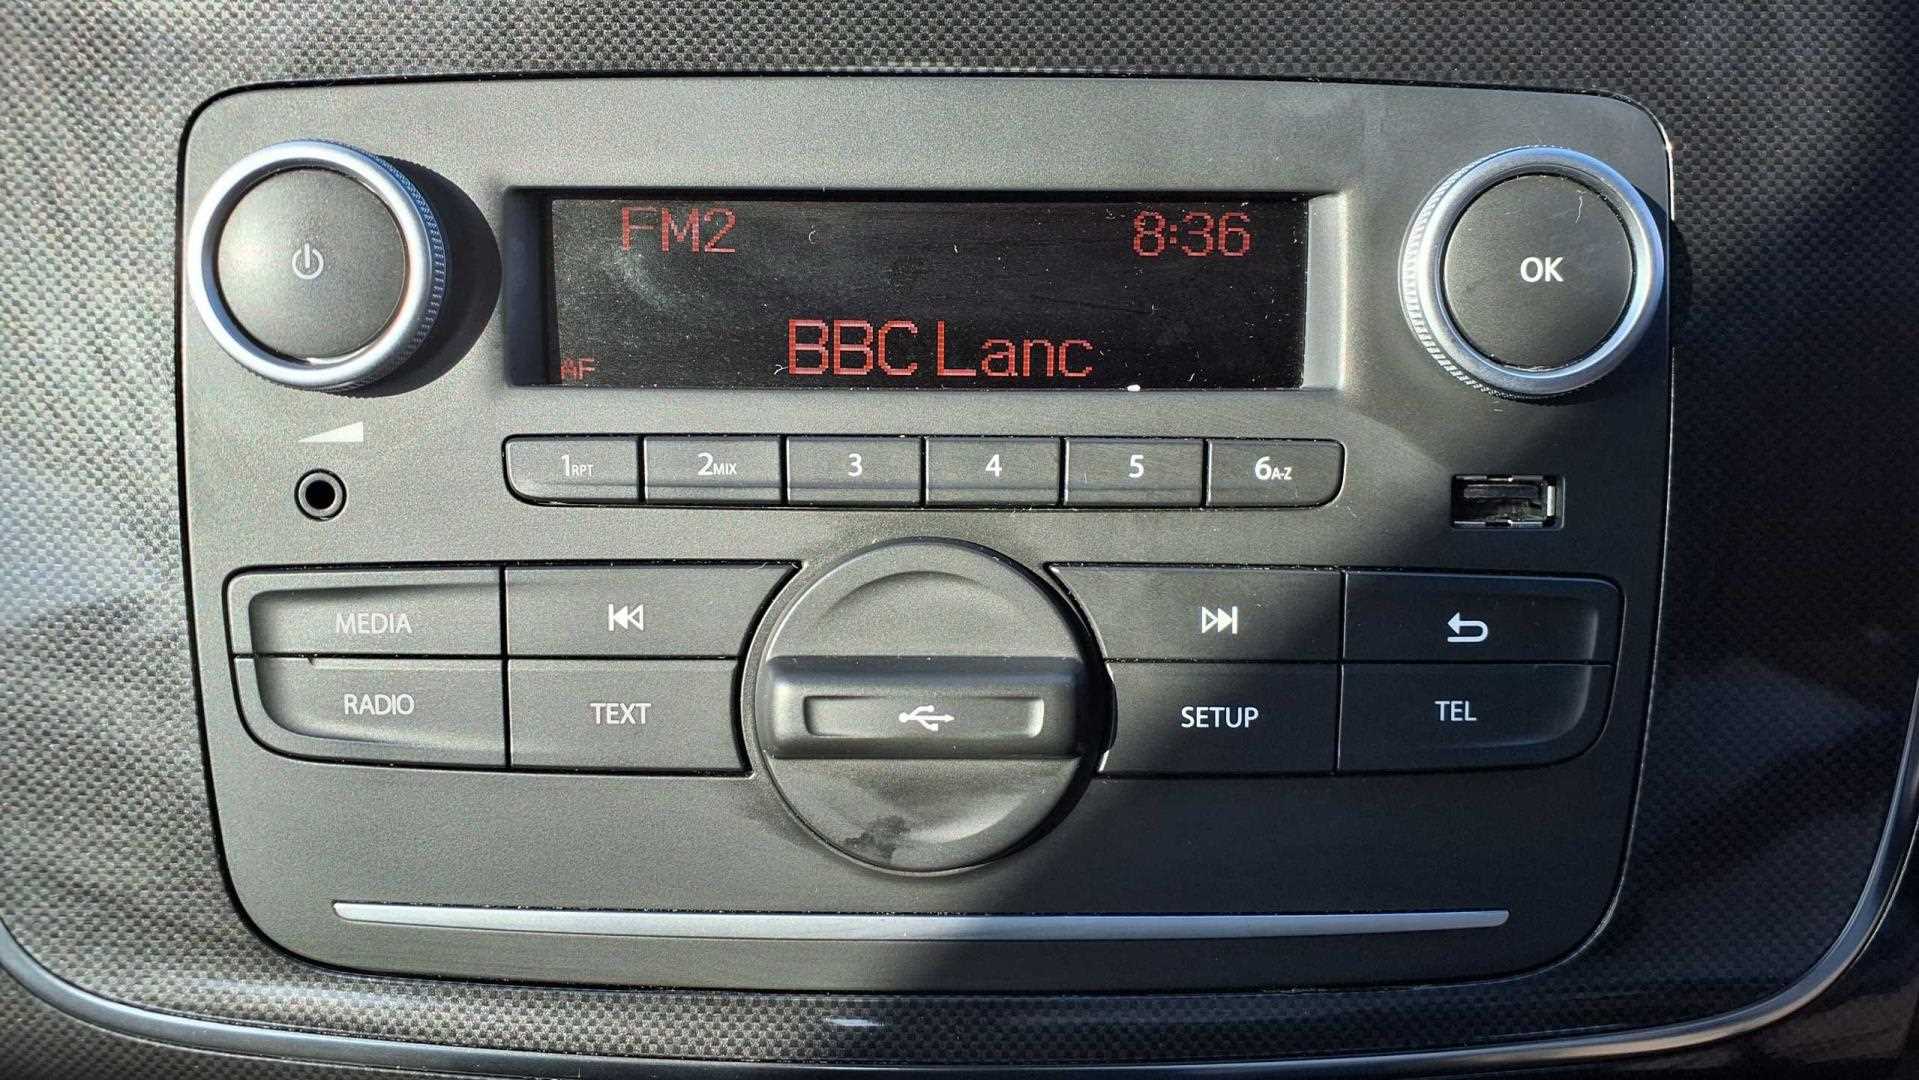 FM2 8:36
BBC Lanc
AF
OK
1RPT 2MIX 3 4 5 6A-Z
MEDIA
RADIO TEXT SETUP TEL